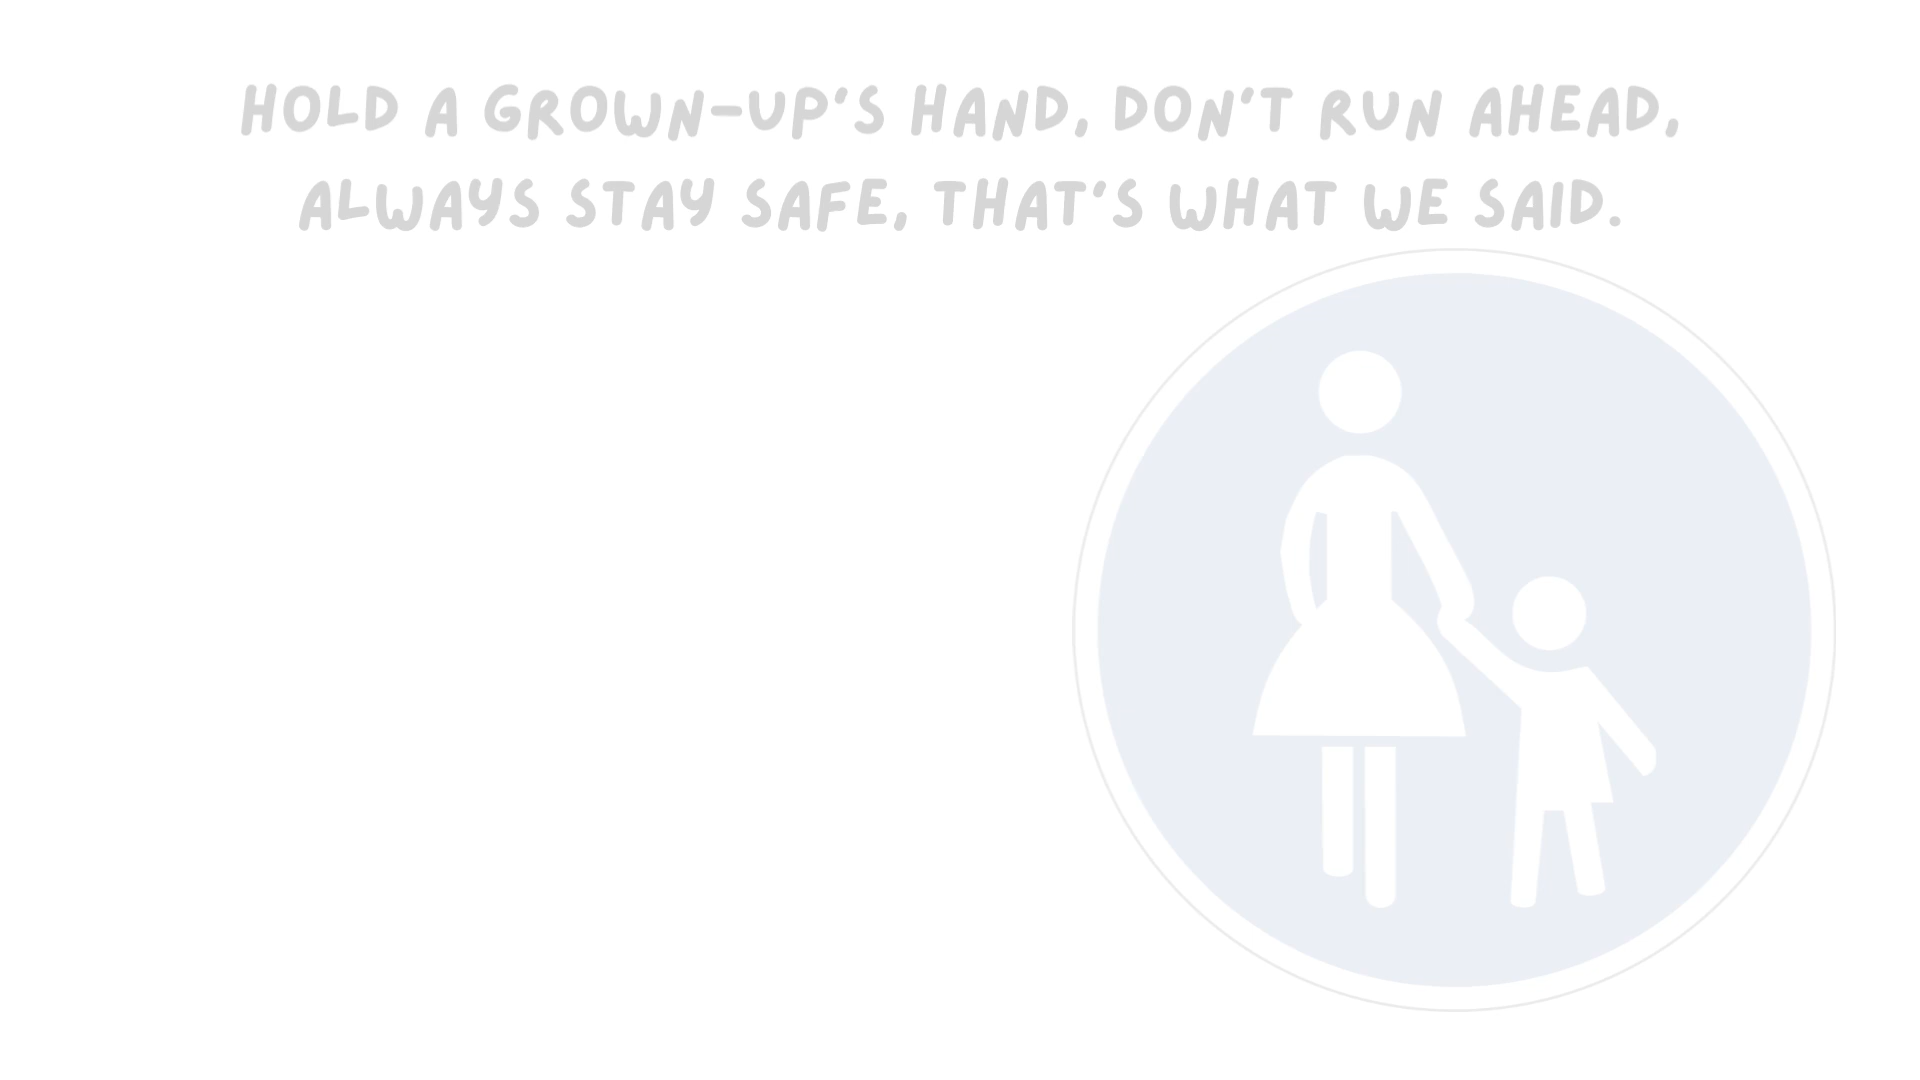 HOLD A GROWN-UP'S HAND, DON'T RUN AHEAD,
ALWAYS STAY SAFE, THAT'S WHAT WE SAID.